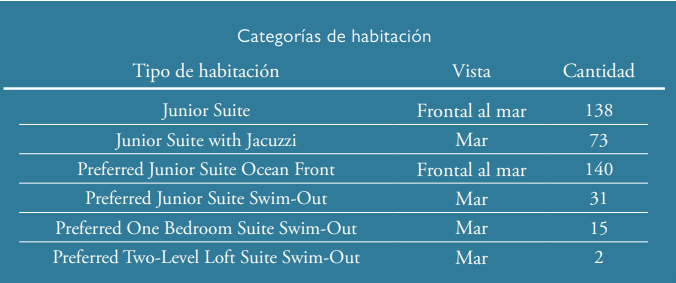 Categorías de habitación
Tipo de habitación Vista Cantidad
Junior Suite Frontal al mar 138
Junior Suite with Jacuzzi Mar 73
Preferred Junior Suite Ocean Front Frontal al mar 140
Preferred Junior Suite Swim-Out Mar 31
Preferred One Bedroom Suite Swim-Out Mar 15
Preferred Two-Level Loft Suite Swim-Out Mar 2